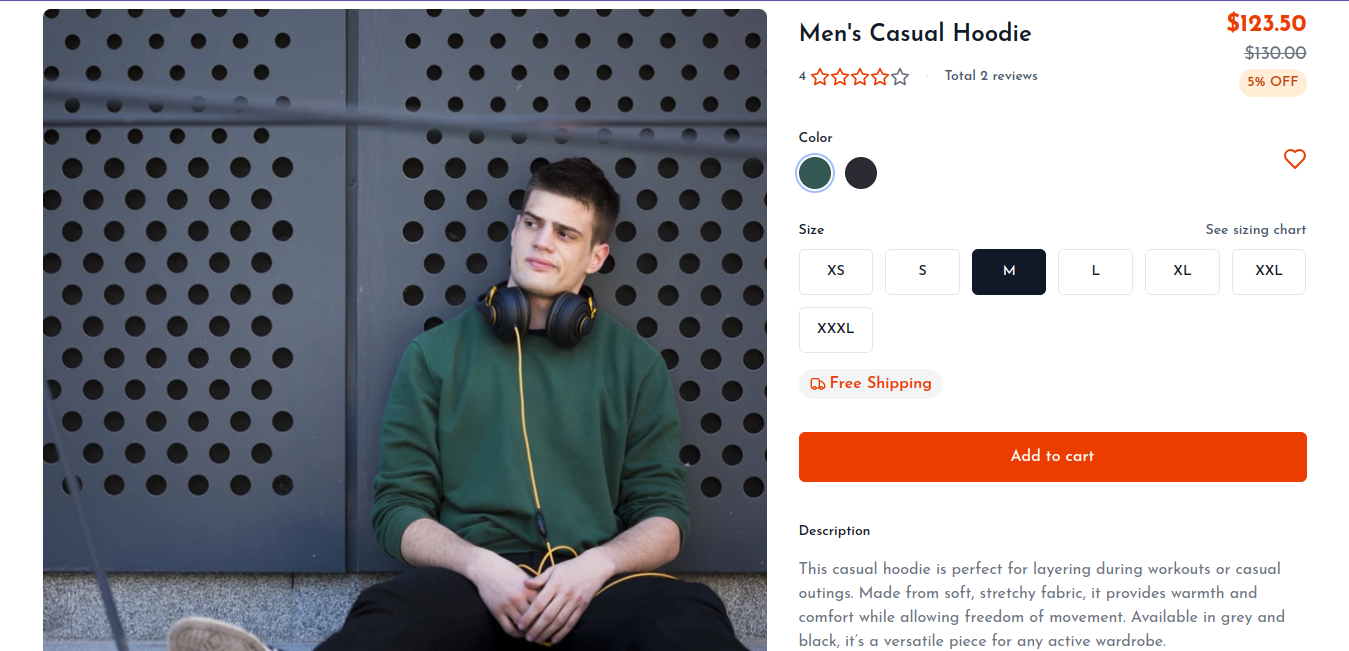 Men's Casual Hoodie
$123.50
$130.00
5% OFF
4
Total 2 reviews
Color
Size
See sizing chart
XS
S
M
L
XL
XXL
XXXL
Free Shipping
Add to cart
Description
This casual hoodie is perfect for layering during workouts or casual
outings. Made from soft, stretchy fabric, it provides warmth and
comfort while allowing freedom of movement. Available in grey and
black, it's a versatile piece for any active wardrobe.